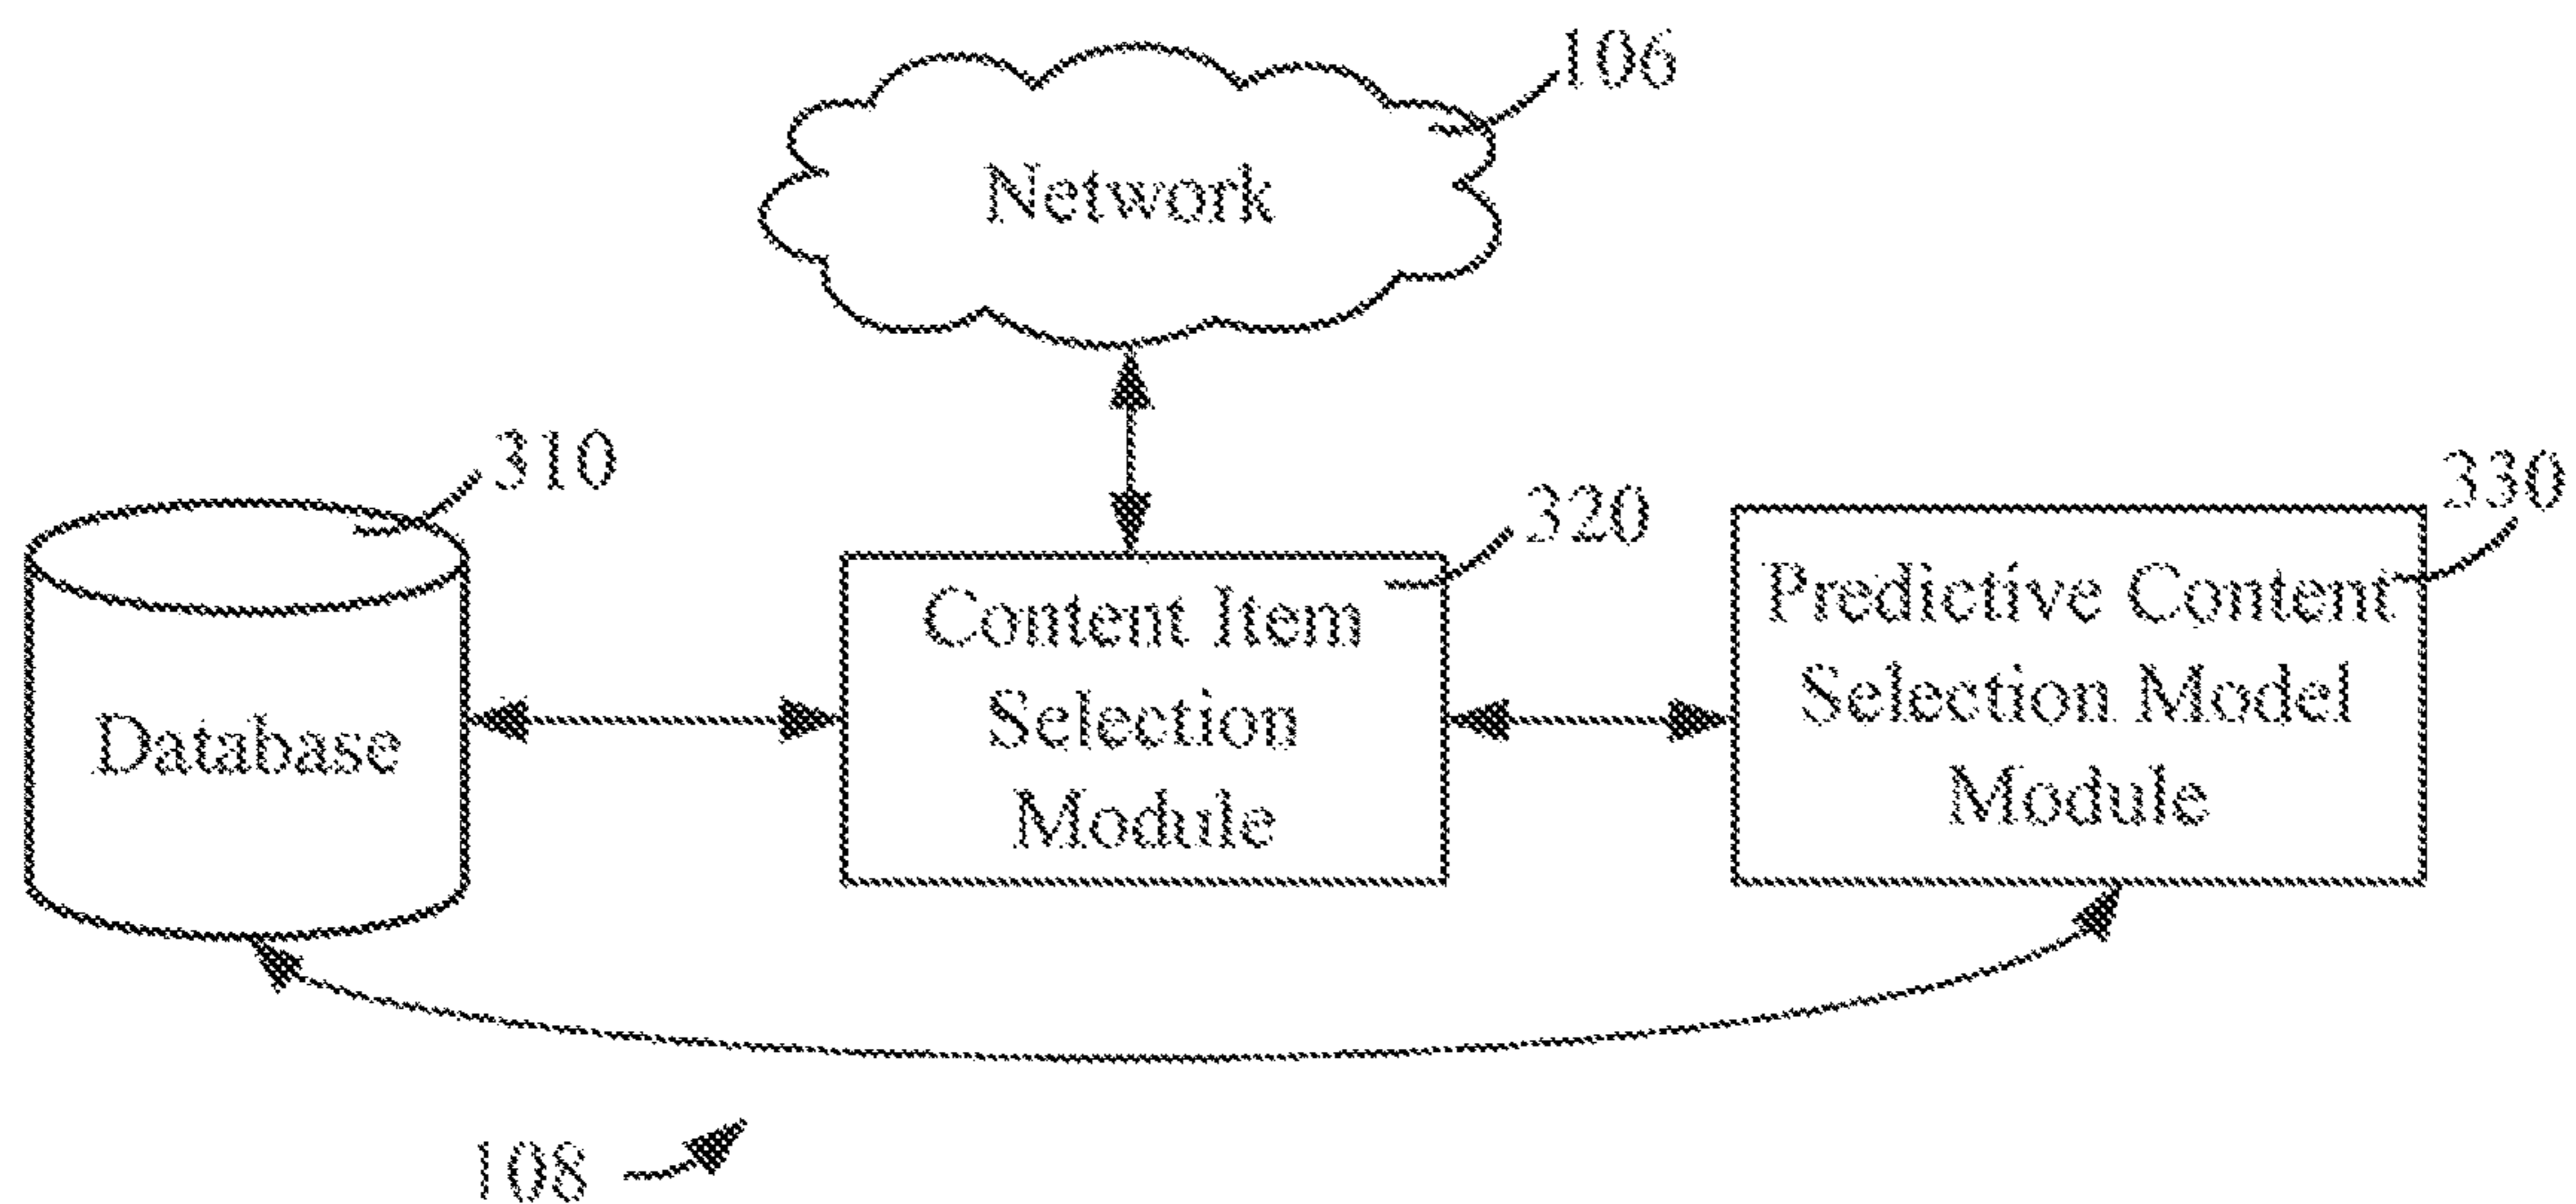 106
Network
310
320
330
Database
Content Item
Selection
Module
Predictive Content
Selection Model
Module
108